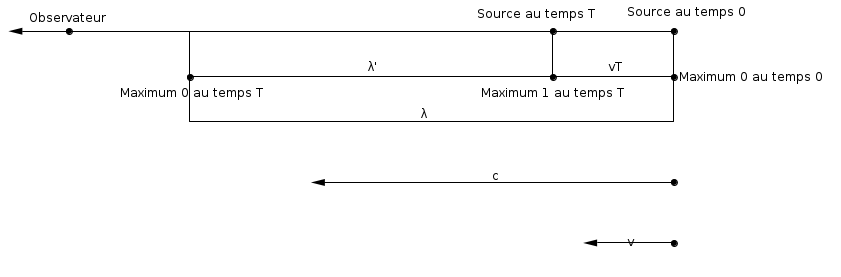 Observateur
Source au temps T
Source au temps 0
λ'
vT
Maximum 0 au temps 0
Maximum 0 au temps T
Maximum 1 au temps T
λ
c
v